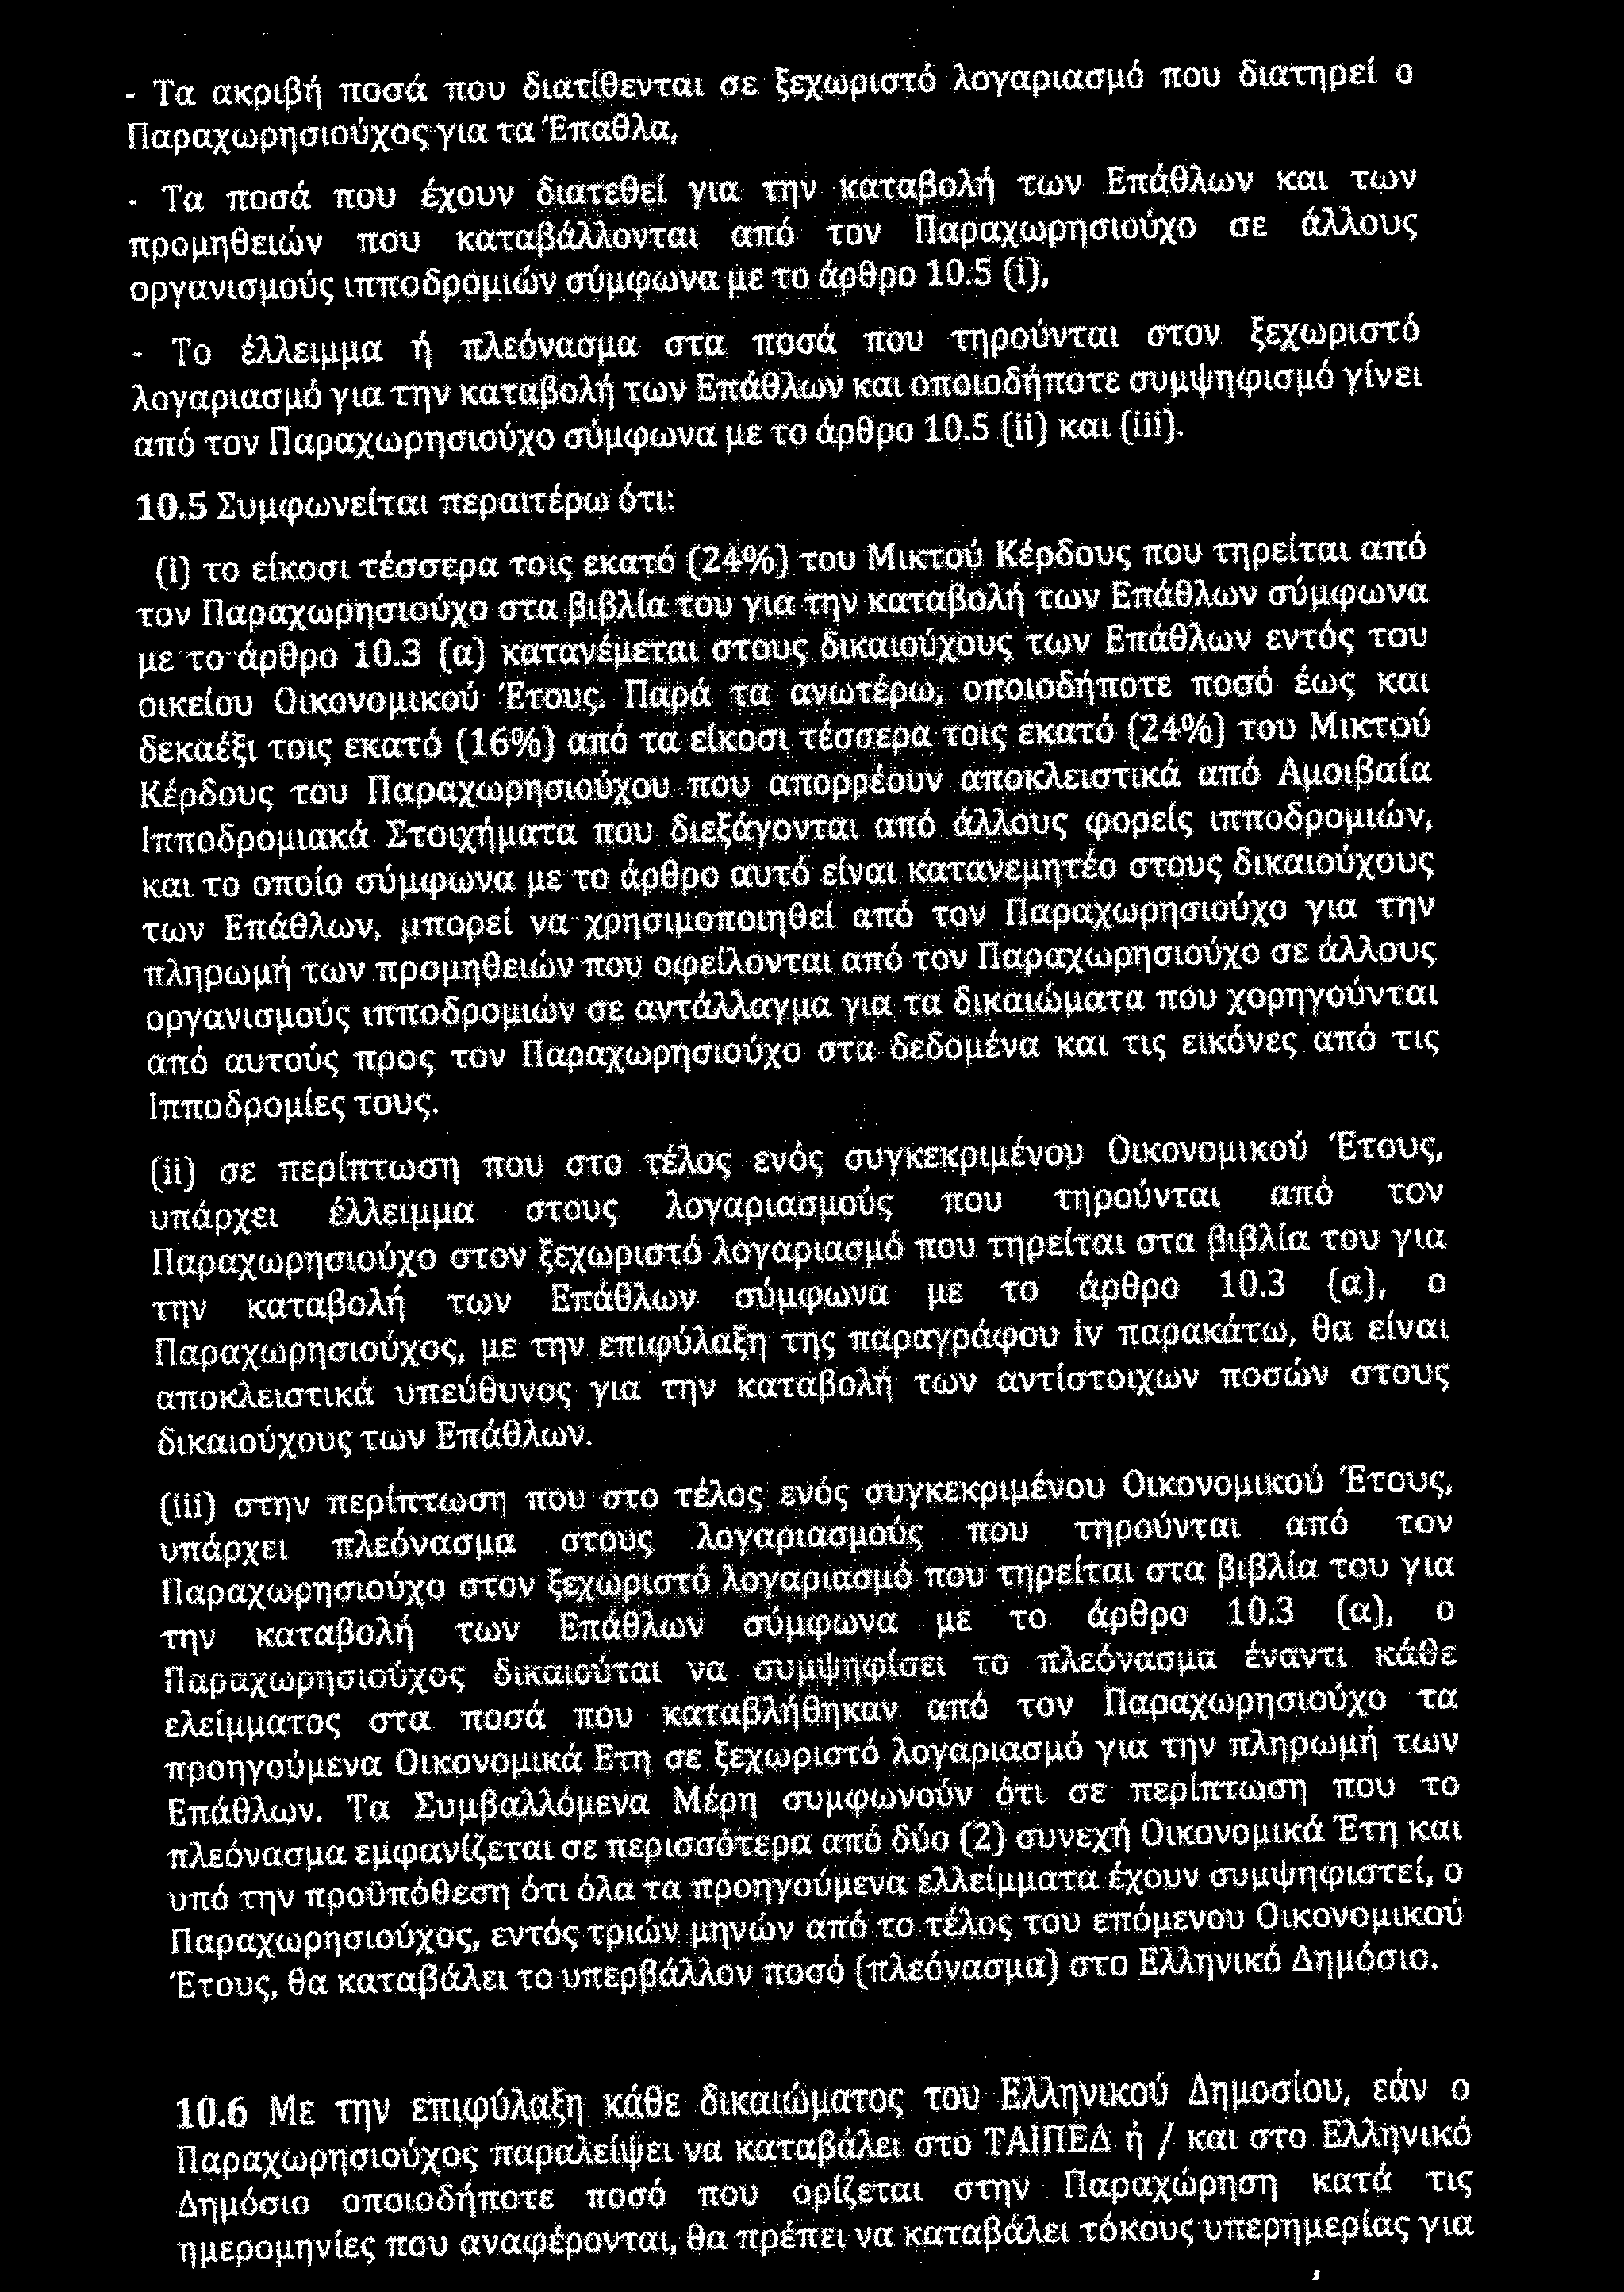 - Τα ακριβή ποσά που διατίθενται σε ξεχωριστό λογαριασμό που διατηρεί ο
Παραχωρησιούχος για τα Έπαθλα,
- Τα ποσά που έχουν διατεθεί για την καταβολή των Επάθλων και των
προμηθειών που καταβάλλονται από τον Παραχωρησιούχο σε άλλους
οργανισμούς ιπποδρομιών σύμφωνα με το άρθρο 10.5 (i),
- Το έλλειμμα ή πλεόνασμα στα ποσά που τηρούνται στον ξεχωριστό
λογαριασμό για την καταβολή των Επάθλων και οποιοδήποτε συμψηφισμό γίνει
από τον Παραχωρησιούχο σύμφωνα με το άρθρο 10.5 (ii) και (iii).
10.5 Συμφωνείται περαιτέρω ότι:
(i) το είκοσι τέσσερα τοις εκατό (24%) του Μικτού Κέρδους που τηρείται από
τον Παραχωρησιούχο στα βιβλία του για την καταβολή των Επάθλων σύμφωνα
με το άρθρο 10.3 (α) κατανέμεται στους δικαιούχους των Επάθλων εντός του
οικείου Οικονομικού Έτους. Παρά τα ανωτέρω, οποιοδήποτε ποσό έως και
δεκαέξι τοις εκατό (16%) από τα είκοσι τέσσερα τοις εκατό (24%) του Μικτού
Κέρδους του Παραχωρησιούχου που απορρέουν αποκλειστικά από Αμοιβαία
Ιπποδρομιακά Στοιχήματα που διεξάγονται από άλλους φορείς ιπποδρομιών,
και το οποίο σύμφωνα με το άρθρο αυτό είναι κατανεμητέο στους δικαιούχους
των Επάθλων, μπορεί να χρησιμοποιηθεί από τον Παραχωρησιούχο για την
πληρωμή των προμηθειών που οφείλονται από τον Παραχωρησιούχο σε άλλους
οργανισμούς ιπποδρομιών σε αντάλλαγμα για τα δικαιώματα που χορηγούνται
από αυτούς προς τον Παραχωρησιούχο στα δεδομένα και τις εικόνες από τις
Ιπποδρομίες τους.
(ii) σε περίπτωση που στο τέλος ενός συγκεκριμένου Οικονομικού Έτους,
υπάρχει έλλειμμα στους λογαριασμούς που τηρούνται από τον
Παραχωρησιούχο στον ξεχωριστό λογαριασμό που τηρείται στα βιβλία του για
την καταβολή των Επάθλων σύμφωνα με το άρθρο 10.3 (α), ο
Παραχωρησιούχος, με την επιφύλαξη της παραγράφου iv παρακάτω, θα είναι
αποκλειστικά υπεύθυνος για την καταβολή των αντίστοιχων ποσών στους
δικαιούχους των Επάθλων.
(iii) στην περίπτωση που στο τέλος ενός συγκεκριμένου Οικονομικού Έτους,
υπάρχει πλεόνασμα στους λογαριασμούς που τηρούνται από τον
Παραχωρησιούχο στον ξεχωριστό λογαριασμό που τηρείται στα βιβλία του για
την καταβολή των Επάθλων σύμφωνα με το άρθρο 10.3 (α), ο
Παραχωρησιούχος δικαιούται να συμψηφίσει το πλεόνασμα έναντι κάθε
ελείμματος στα ποσά που καταβλήθηκαν από τον Παραχωρησιούχο τα
προηγούμενα Οικονομικά Ετη σε ξεχωριστό λογαριασμό για την πληρωμή των
Επάθλων. Τα Συμβαλλόμενα Μέρη συμφωνούν ότι σε περίπτωση που το
πλεόνασμα εμφανίζεται σε περισσότερα από δύο (2) συνεχή Οικονομικά Έτη και
υπό την προϋπόθεση ότι όλα τα προηγούμενα ελλείμματα έχουν συμψηφιστεί, ο
Παραχωρησιούχος, εντός τριών μηνών από το τέλος του επόμενου Οικονομικού
Έτους, θα καταβάλει το υπερβάλλον ποσό (πλεόνασμα) στο Ελληνικό Δημόσιο.
10.6 Με την επιφύλαξη κάθε δικαιώματος του Ελληνικού Δημοσίου, εάν ο
Παραχωρησιούχος παραλείψει να καταβάλει στο ΤΑΙΠΕΔ ή / και στο Ελληνικό
Δημόσιο οποιοδήποτε ποσό που ορίζεται στην Παραχώρηση κατά τις
ημερομηνίες που αναφέρονται, θα πρέπει να καταβάλει τόκους υπερημερίας για